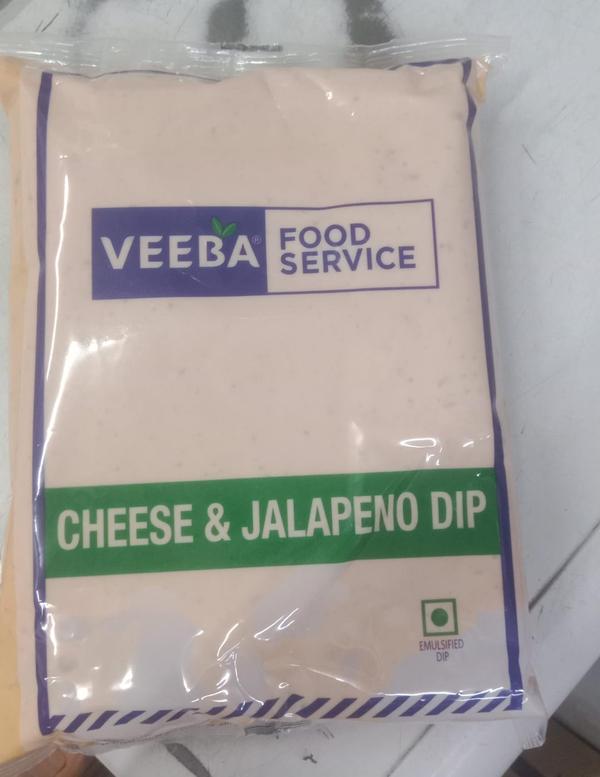 VEEBA®
FOOD
SERVICE
CHEESE & JALAPENO DIP
EMULSIFIED
DIP